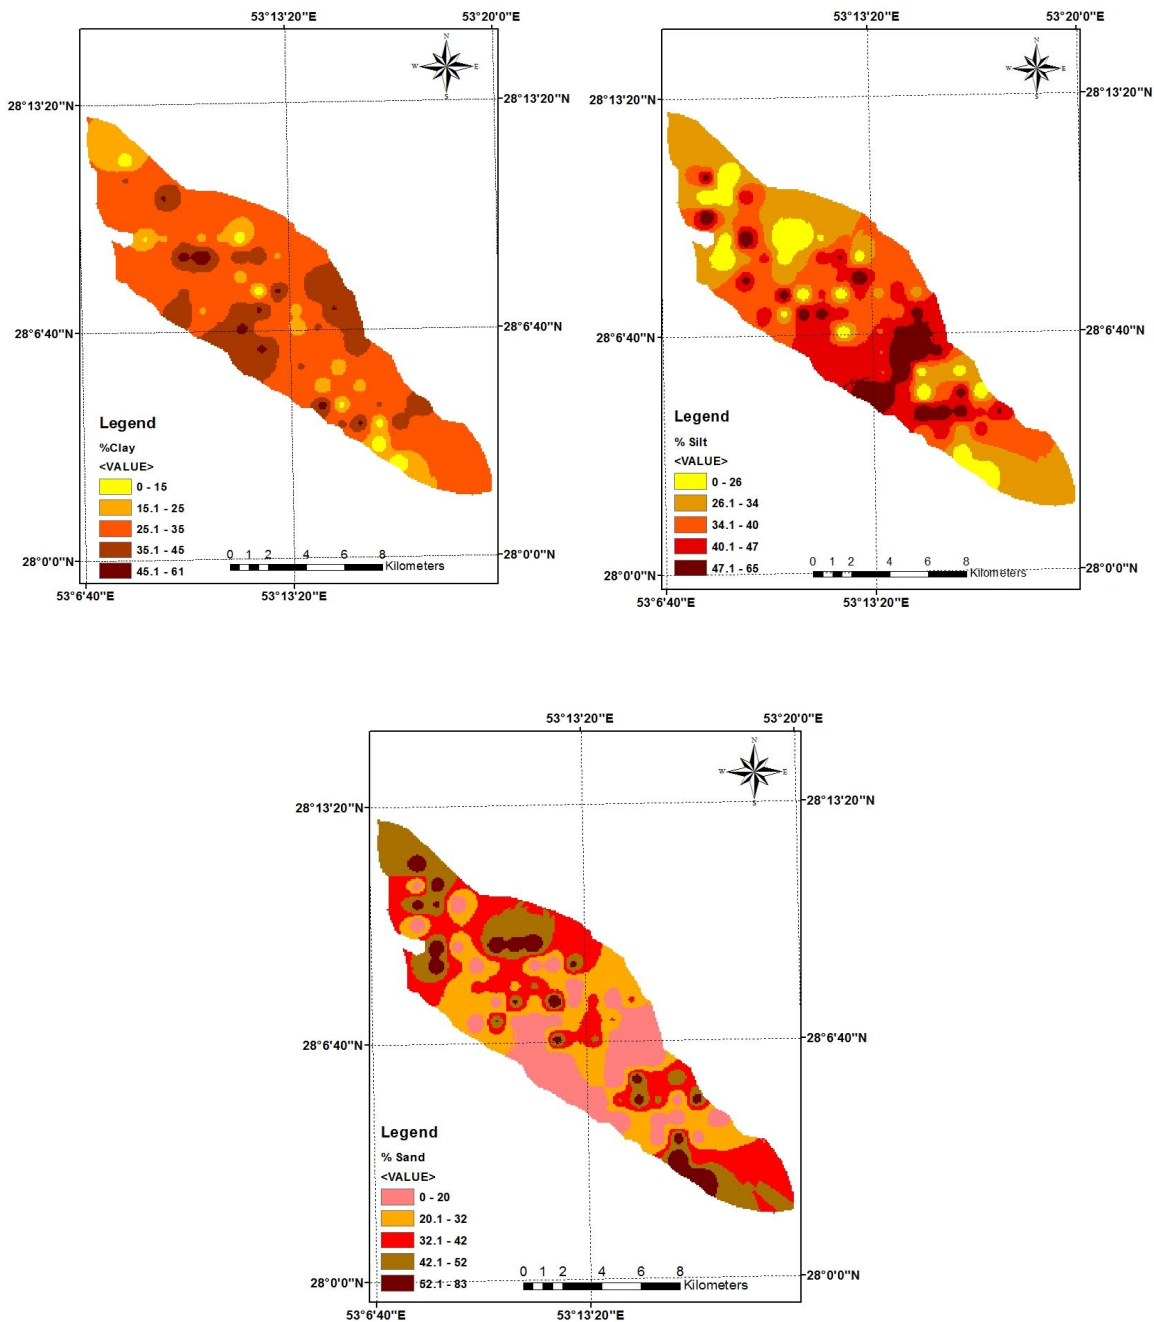 53°13'20"E
53°20'0"E
N
W
E
S
28°13'20"N
28°13'20"N
28°6'40"N
28°6'40"N
Legend
%Clay
<VALUE>
0 - 15
15.1 - 25
25.1 - 35
35.1 - 45
45.1 - 61
0 1 2 4 6 8
Kilometers
28°0'0"N
28°0'0"N
53°6'40"E
53°13'20"E
53°13'20"E
53°20'0"E
N
W
E
S
28°13'20"N
28°13'20"N
28°6'40"N
28°6'40"N
Legend
% Silt
<VALUE>
0 - 26
26.1 - 34
34.1 - 40
40.1 - 47
47.1 - 65
0 1 2 4 6 8
Kilometers
28°0'0"N
28°0'0"N
53°6'40"E
53°13'20"E
53°13'20"E
53°20'0"E
N
W
E
S
28°13'20"N
28°13'20"N
28°6'40"N
28°6'40"N
Legend
% Sand
<VALUE>
0 - 20
20.1 - 32
32.1 - 42
42.1 - 52
52.1 - 83
0 1 2 4 6 8
Kilometers
28°0'0"N
28°0'0"N
53°6'40"E
53°13'20"E